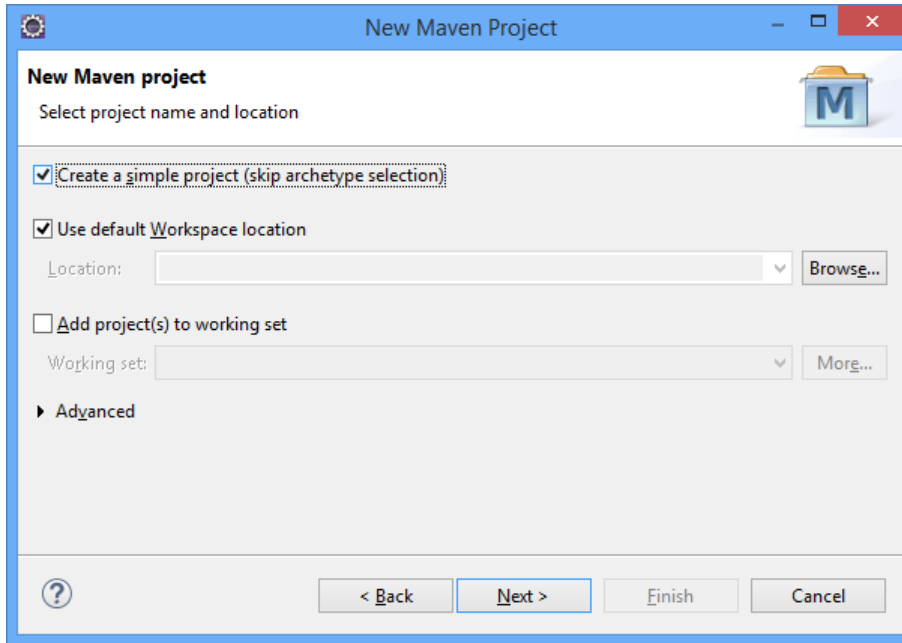 New Maven Project
New Maven project
Select project name and location
M
Create a simple project (skip archetype selection)
Use default Workspace location
Location:
Browse...
Add project(s) to working set
Working set:
More...
Advanced
?
< Back
Next >
Finish
Cancel